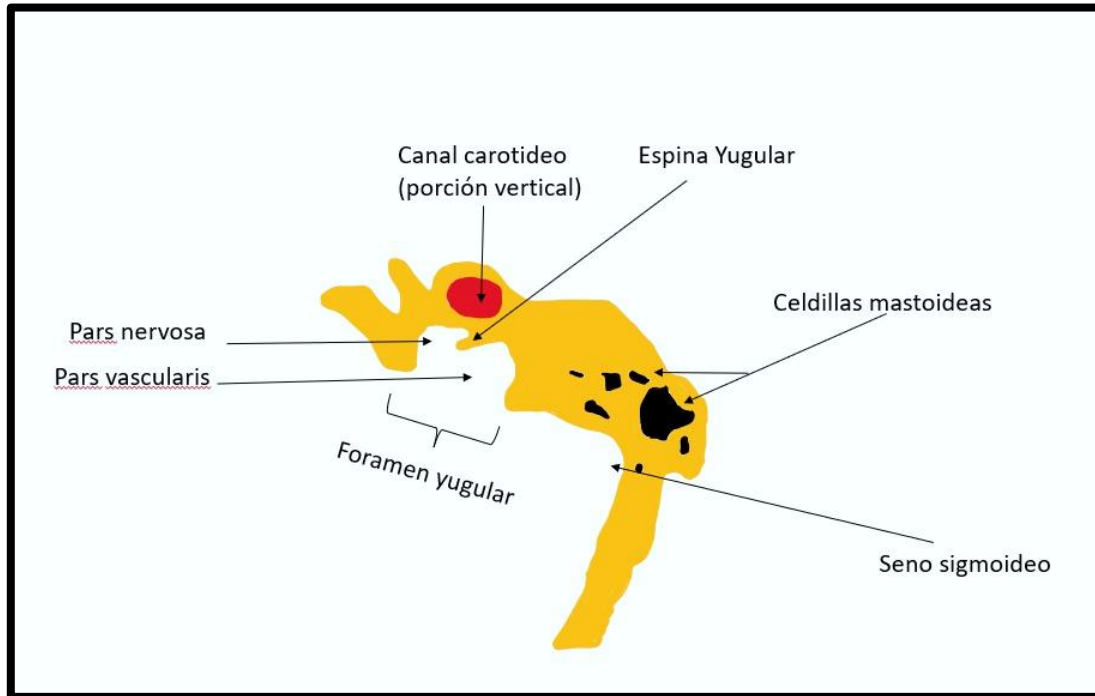 Canal carotideo
(porción vertical)
Espina Yugular
Celdillas mastoideas
Pars nervosa
Pars vascularis
Foramen yugular
Seno sigmoideo